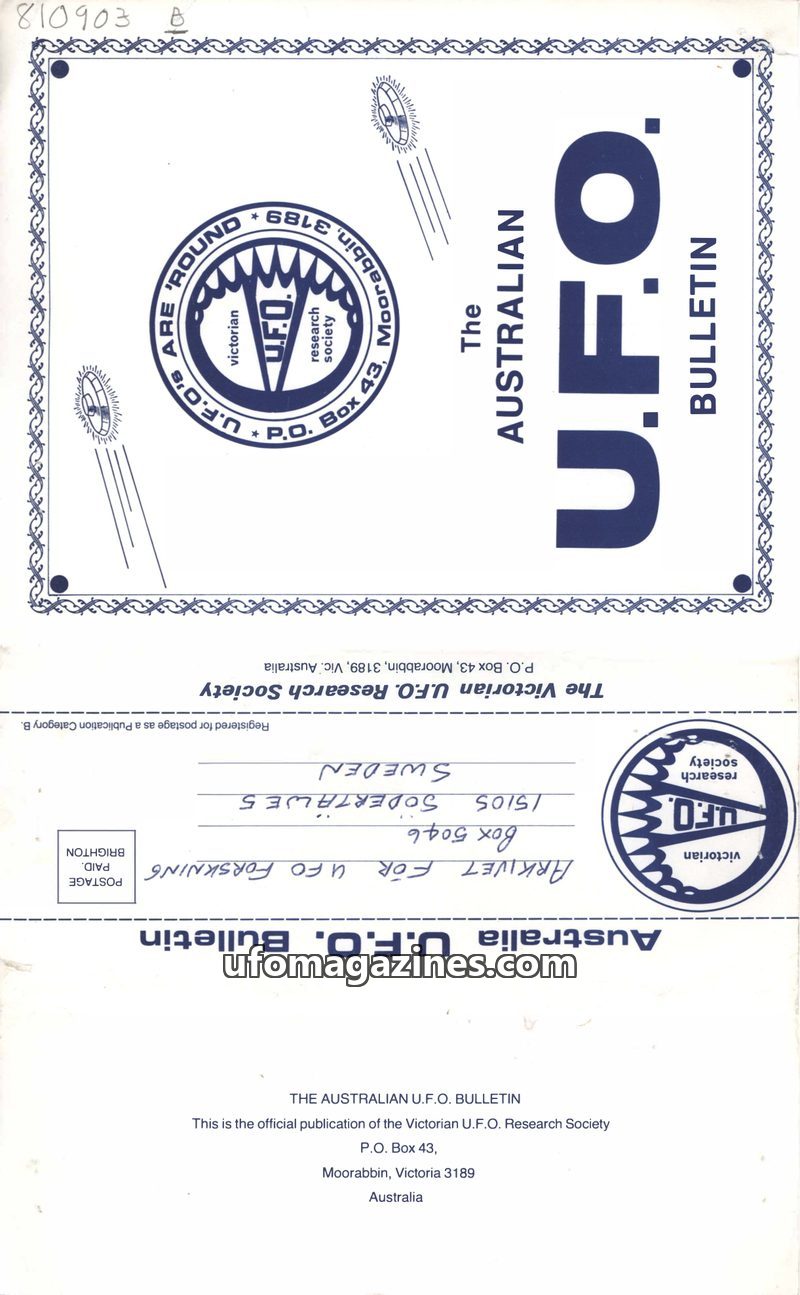 810903 B
The
AUSTRALIAN
U.F.O.
BULLETIN
U.F.O's ARE 'ROUND * P.O. Box 43, Moorabbin, 3189 *
victorian
U.F.O.
research
society
The Victorian U.F.O. Research Society
P.O. Box 43, Moorabbin, 3189, Vic. Australia
Registered for postage as a Publication Category B.
victorian
U.F.O.
research
society
ARKIVET FÖR UFO FORSKNING
BOX 5046
15105 SÖDERTÄLJE 5
SWEDEN
POSTAGE
PAID.
BRIGHTON
Australia U.F.O. Bulletin
ufomagazines.com
THE AUSTRALIAN U.F.O. BULLETIN
This is the official publication of the Victorian U.F.O. Research Society
P.O. Box 43,
Moorabbin, Victoria 3189
Australia